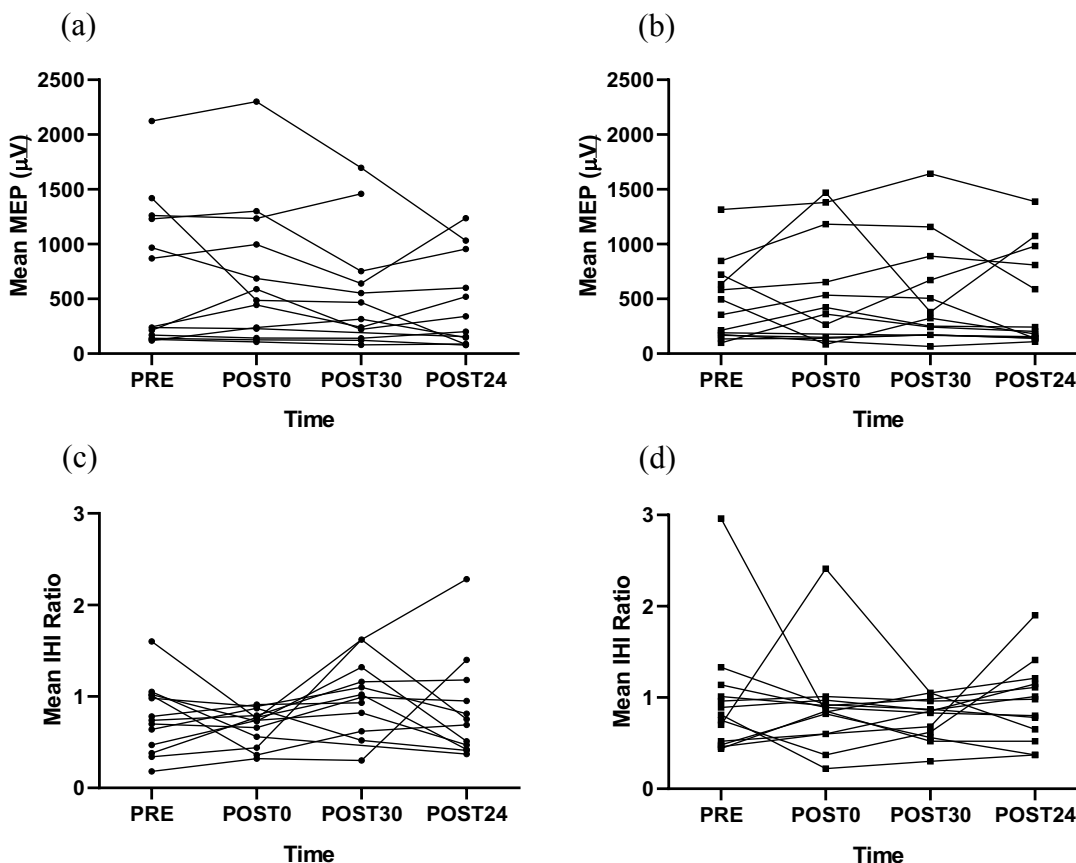 (a)
2500
2000
1500
1000
500
0
Mean MEP (μV)
PRE POST0 POST30 POST24
Time
(b)
2500
2000
1500
1000
500
0
Mean MEP (μV)
PRE POST0 POST30 POST24
Time
(c)
3
2
1
0
Mean IHI Ratio
PRE POST0 POST30 POST24
Time
(d)
3
2
1
0
Mean IHI Ratio
PRE POST0 POST30 POST24
Time